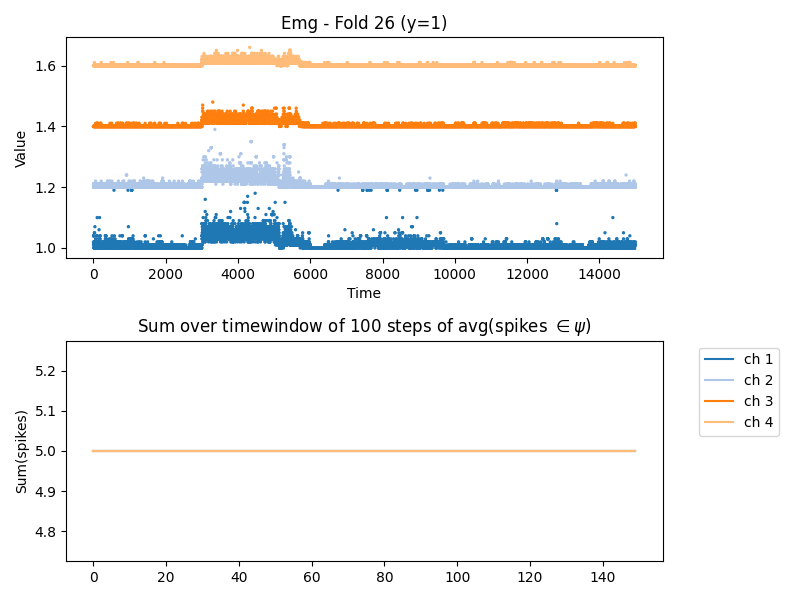 Emg - Fold 26 (y=1)
Value
1.6
1.4
1.2
1.0
0 2000 4000 6000 8000 10000 12000 14000
Time
Sum over timewindow of 100 steps of avg(spikes ∈ ψ)
Sum(spikes)
5.2
5.1
5.0
4.9
4.8
0 20 40 60 80 100 120 140
ch 1
ch 2
ch 3
ch 4